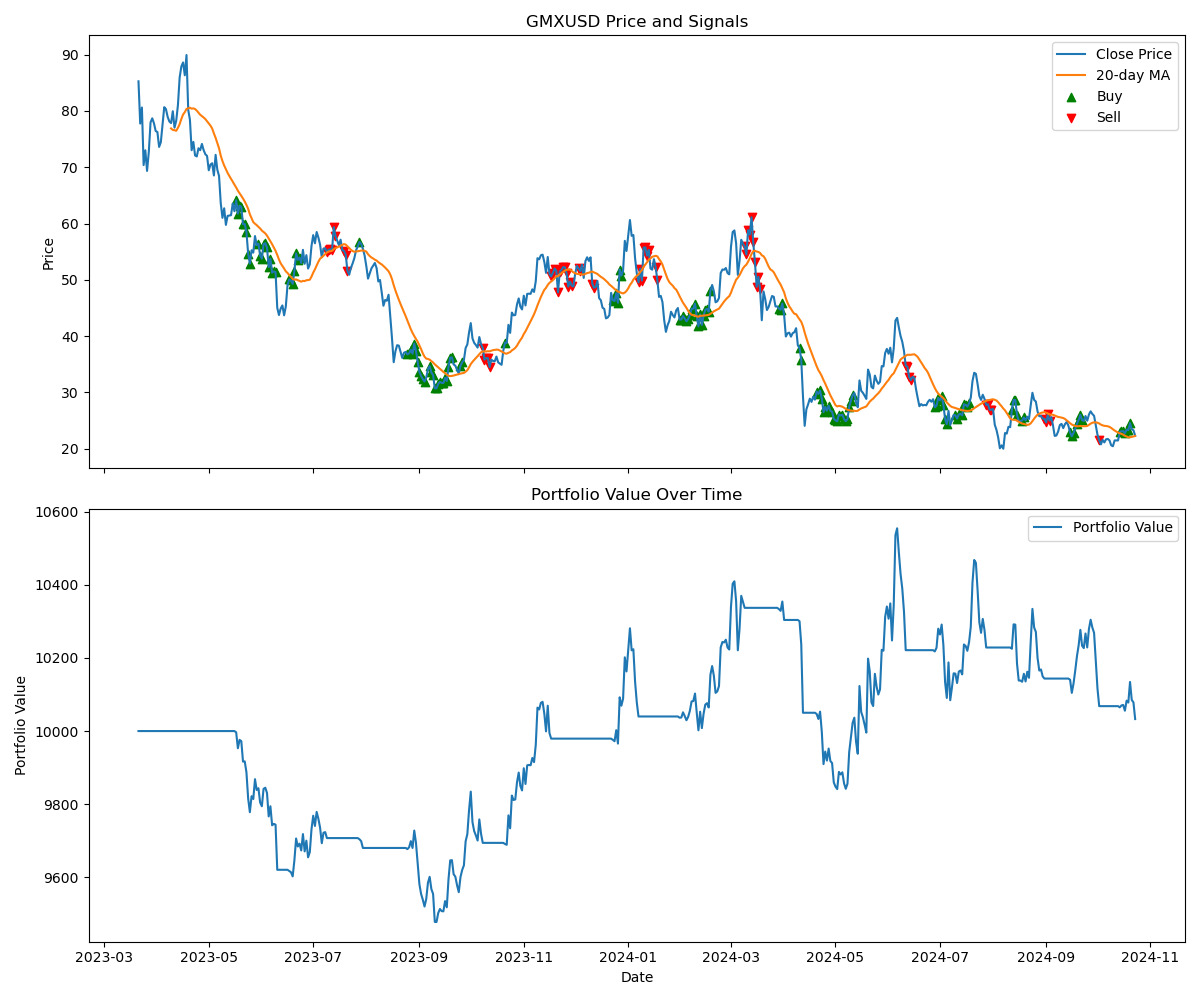 GMXUSD Price and Signals
Price
90
80
70
60
50
40
30
20
Close Price
20-day MA
Buy
Sell
Portfolio Value Over Time
Portfolio Value
10600
10400
10200
10000
9800
9600
Portfolio Value
2023-03
2023-05
2023-07
2023-09
2023-11
2024-01
2024-03
2024-05
2024-07
2024-09
2024-11
Date